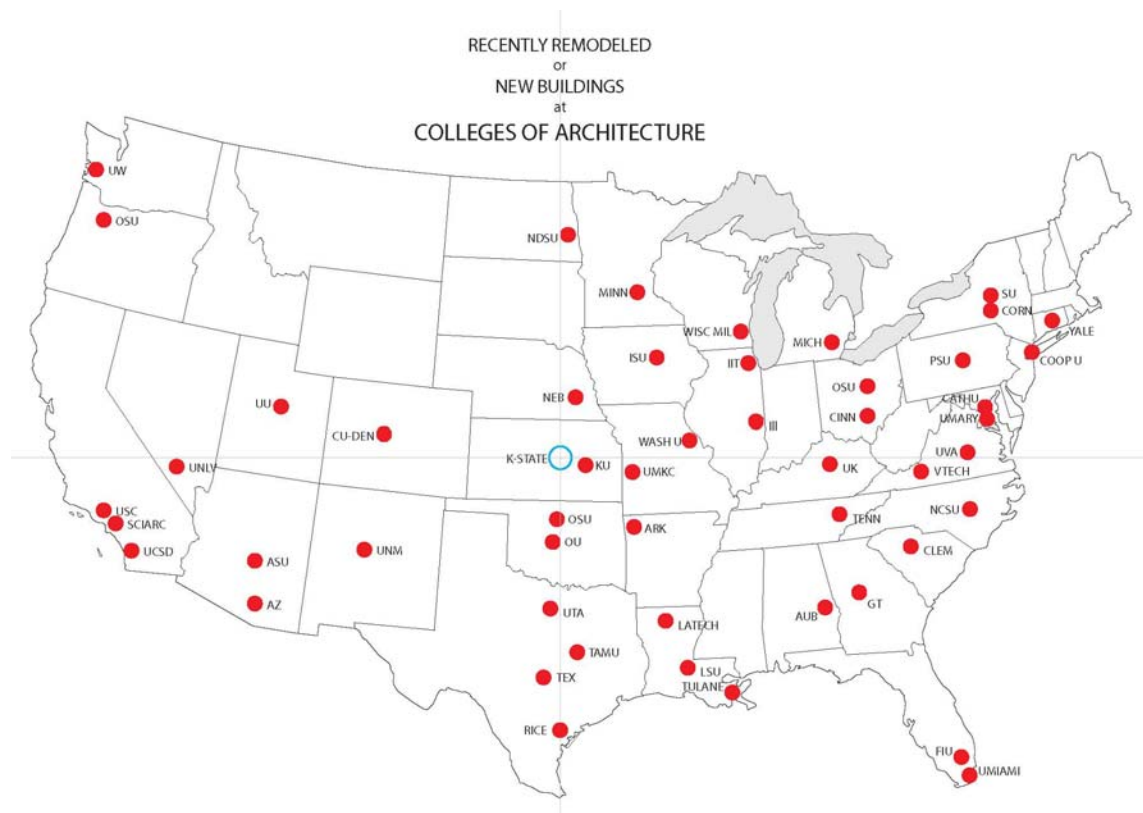 RECENTLY REMODELED
or
NEW BUILDINGS
at
COLLEGES OF ARCHITECTURE
UW
OSU
NDSU
MINN
SU
CORN
WISC MIL
YALE
MICH
ISU
IIT
PSU
COOP U
OSU
NEB
CATHU
UU
CINN
UMARY
III
CU-DEN
WASH U
UVA
K-STATE
KU
UNLV
UMKC
UK
VTECH
USC
NCSU
SCIARC
OSU
TENN
ARK
OU
UCSD
UNM
CLEM
ASU
AZ
GT
UTA
AUB
LATECH
TAMU
LSU
TEX
TULANE
RICE
FIU
UMIAMI